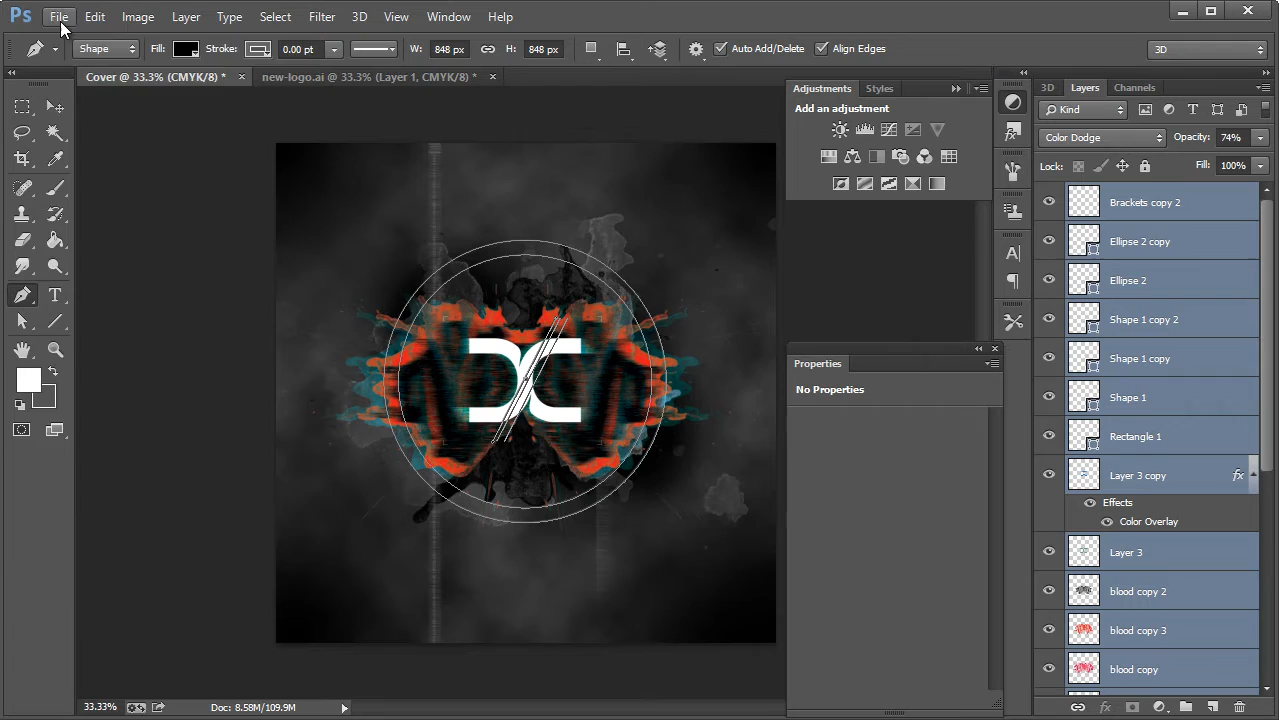 Ps File Edit Image Layer Type Select Filter 3D View Window Help
Shape Fill: Stroke: 0.00 pt W: 848 px H: 848 px Auto Add/Delete Align Edges 3D
Cover @ 33.3% (CMYK/8) * new-logo.ai @ 33.3% (Layer 1, CMYK/8) *
Adjustments Styles
Add an adjustment
Properties
No Properties
3D Layers Channels
Kind
Color Dodge Opacity: 74%
Lock: Fill: 100%
Brackets copy 2
Ellipse 2 copy
Ellipse 2
Shape 1 copy 2
Shape 1 copy
Shape 1
Rectangle 1
Layer 3 copy fx
Effects
Color Overlay
Layer 3
blood copy 2
blood copy 3
blood copy
33.33% Doc: 8.58M/109.9M